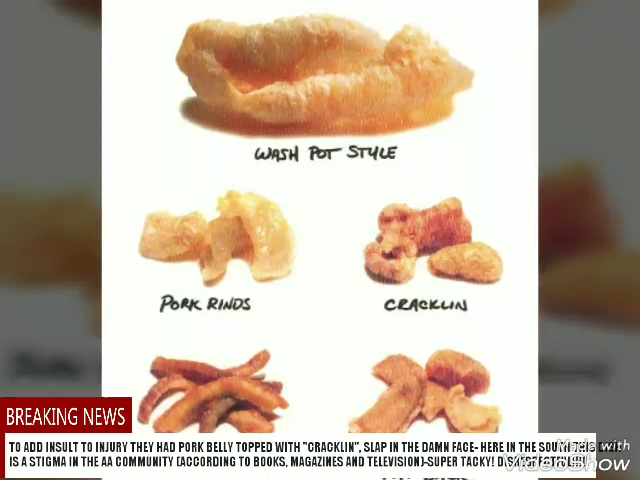 WASH POT STYLE
PORK RINDS
CRACKLIN
BREAKING NEWS
TO ADD INSULT TO INJURY THEY HAD PORK BELLY TOPPED WITH "CRACKLIN", SLAP IN THE DAMN FACE- HERE IN THE SOUTH THIS
IS A STIGMA IN THE AA COMMUNITY (ACCORDING TO BOOKS, MAGAZINES AND TELEVISION)-SUPER TACKY! DISRESPECTFUL!!!
Made with
VideoShow